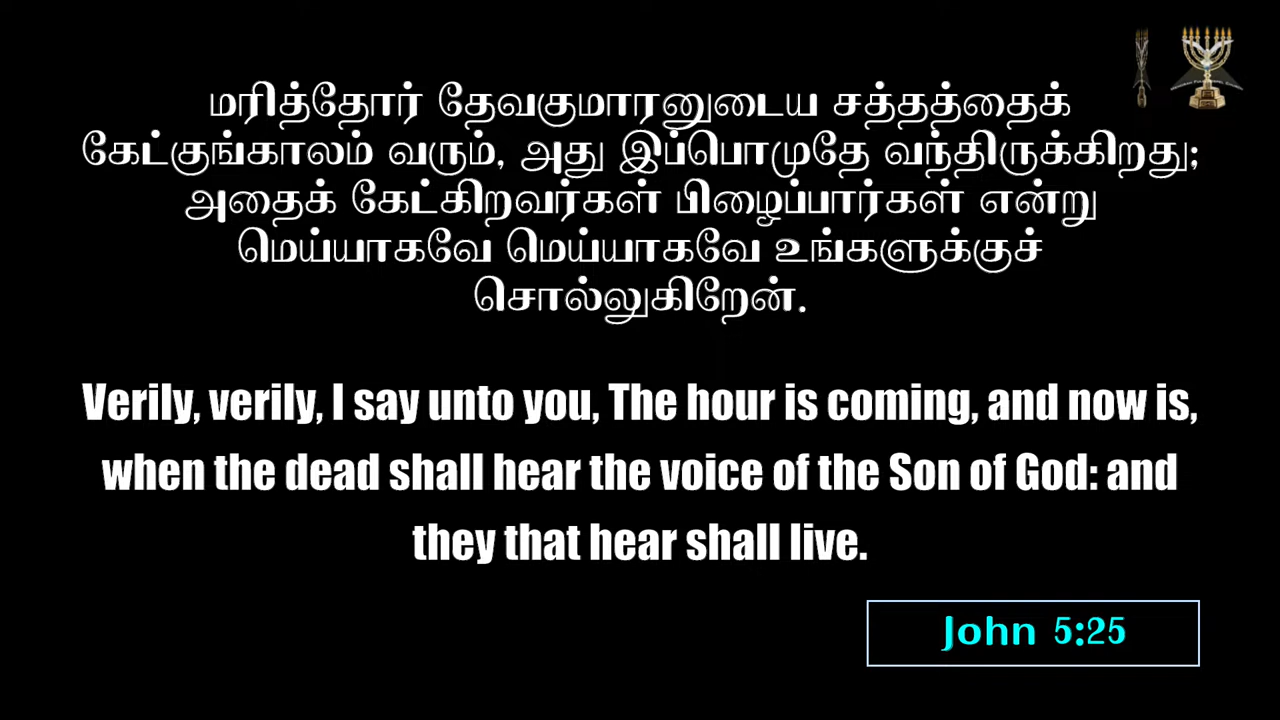 மரித்தோர் தேவகுமாரனுடைய சத்தத்தைக்
கேட்குங்காலம் வரும், அது இப்பொழுதே வந்திருக்கிறது;
அதைக் கேட்கிறவர்கள் பிழைப்பார்கள் என்று
மெய்யாகவே மெய்யாகவே உங்களுக்குச்
சொல்லுகிறேன்.
Verily, verily, I say unto you, The hour is coming, and now is,
when the dead shall hear the voice of the Son of God: and
they that hear shall live.
John 5:25